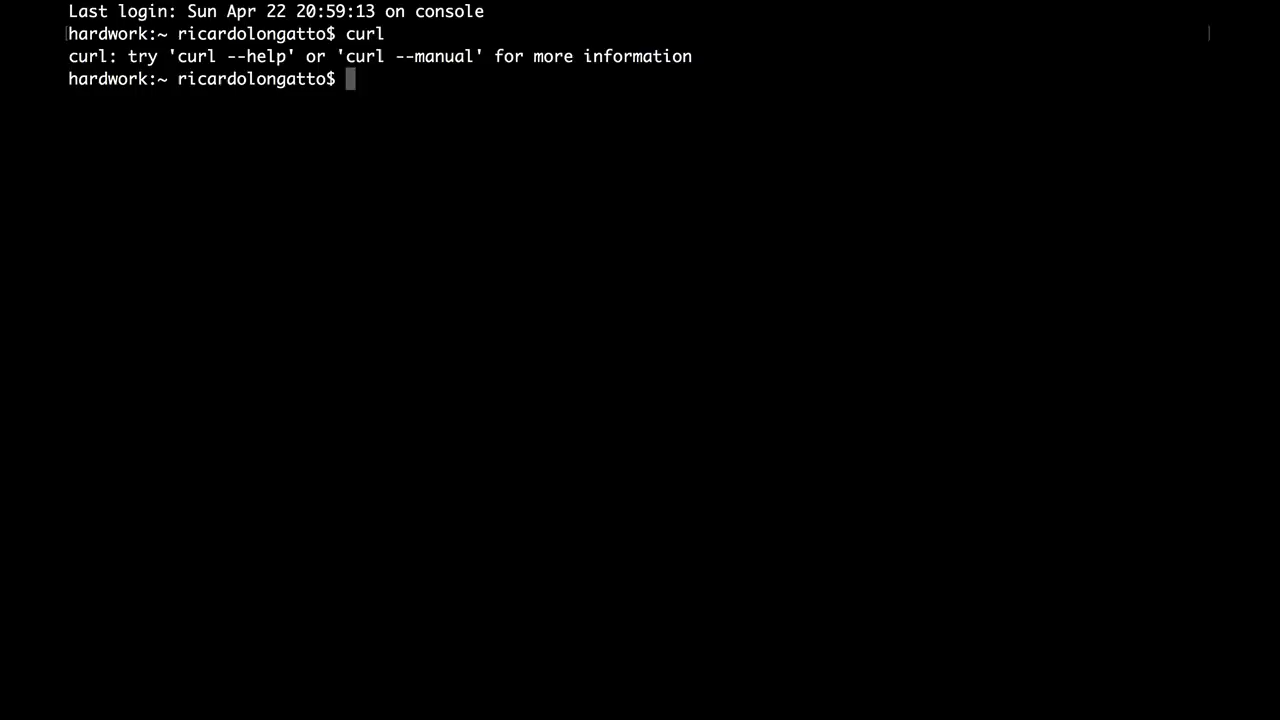 Last login: Sun Apr 22 20:59:13 on console
hardwork:~ ricardolongatto$ curl
curl: try 'curl --help' or 'curl --manual' for more information
hardwork:~ ricardolongatto$